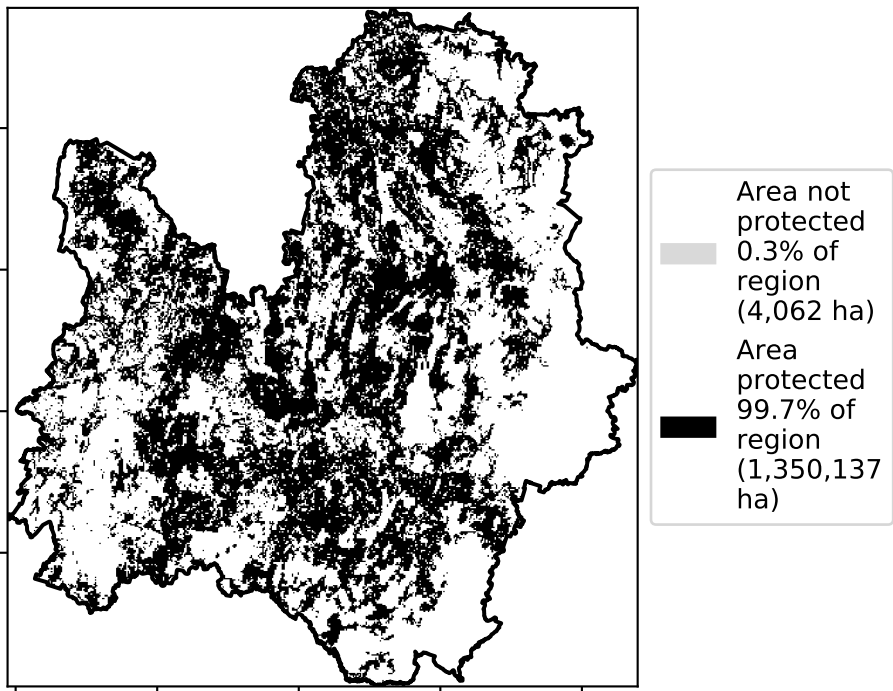 Area not
protected
0.3% of
region
(4,062 ha)
Area
protected
99.7% of
region
(1,350,137
ha)